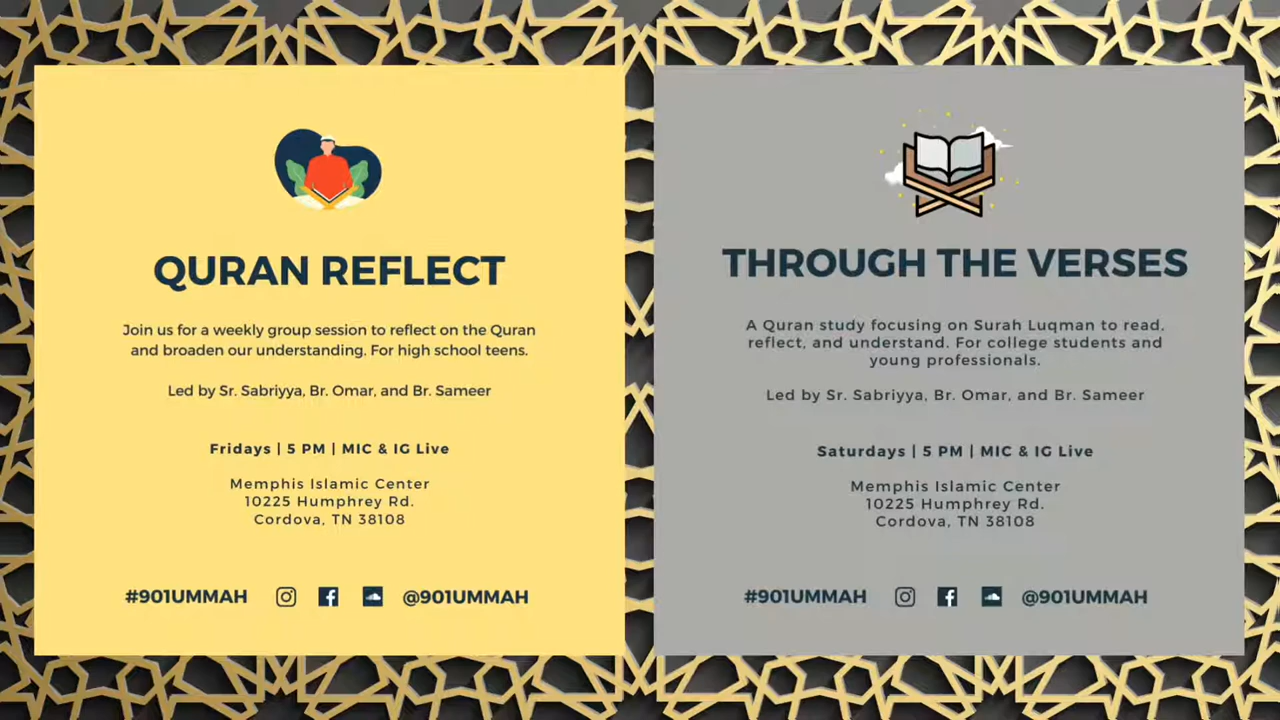 QURAN REFLECT
Join us for a weekly group session to reflect on the Quran
and broaden our understanding. For high school teens.
Led by Sr. Sabriyya, Br. Omar, and Br. Sameer
Fridays | 5 PM | MIC & IG Live
Memphis Islamic Center
10225 Humphrey Rd.
Cordova, TN 38108
#901UMMAH @901UMMAH
THROUGH THE VERSES
A Quran study focusing on Surah Luqman to read,
reflect, and understand. For college students and
young professionals.
Led by Sr. Sabriyya, Br. Omar, and Br. Sameer
Saturdays | 5 PM | MIC & IG Live
Memphis Islamic Center
10225 Humphrey Rd.
Cordova, TN 38108
#901UMMAH @901UMMAH